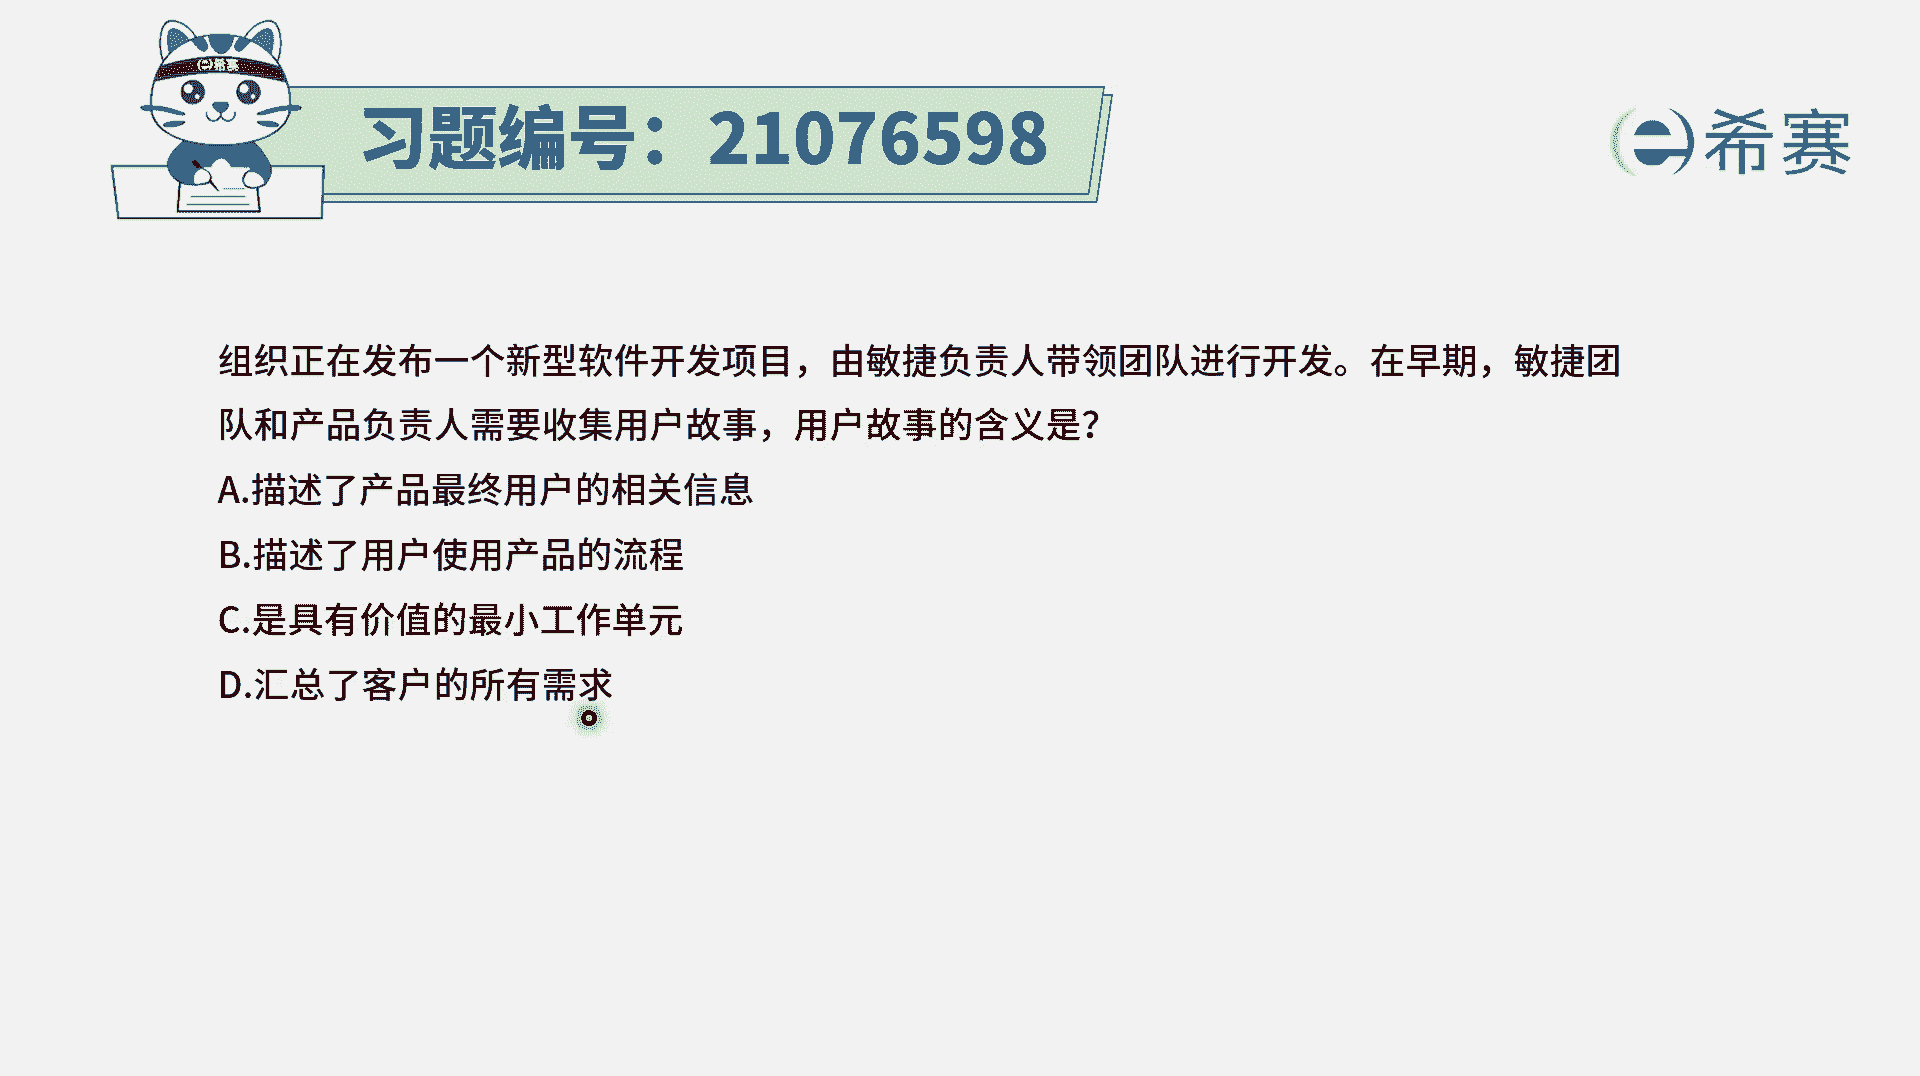 希赛
习题编号：21076598
希赛
组织正在发布一个新型软件开发项目，由敏捷负责人带领团队进行开发。在早期，敏捷团
队和产品负责人需要收集用户故事，用户故事的含义是？
A.描述了产品最终用户的相关信息
B.描述了用户使用产品的流程
C.是具有价值的最小工作单元
D.汇总了客户的所有需求